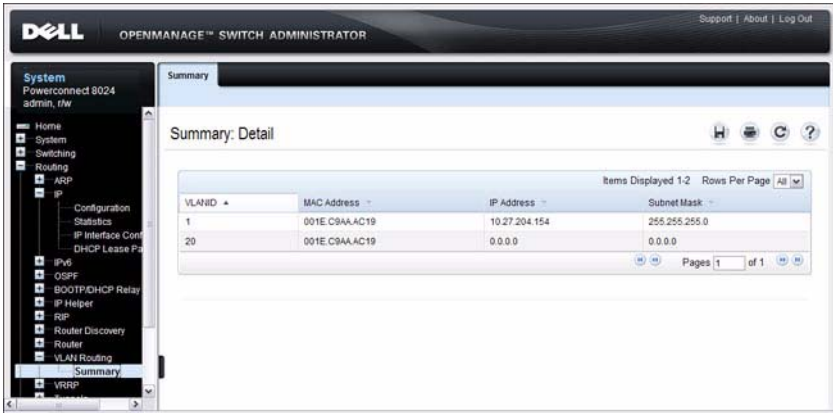 Support | About | Log Out
DELL
OPENMANAGE™ SWITCH ADMINISTRATOR
System
Powerconnect 8024
admin, r/w
Summary
Home
System
Switching
Routing
ARP
IP
Configuration
Statistics
IP Interface Conf
DHCP Lease Pa
IPv6
OSPF
BOOTP/DHCP Relay
IP Helper
RIP
Router Discovery
Router
VLAN Routing
Summary
VRRP
Summary: Detail
Items Displayed 1-2 Rows Per Page All
VLANID MAC Address IP Address Subnet Mask
1 001E.C9AA.AC19 10.27.204.154 255.255.255.0
20 001E.C9AA.AC19 0.0.0.0 0.0.0.0
Pages 1 of 1